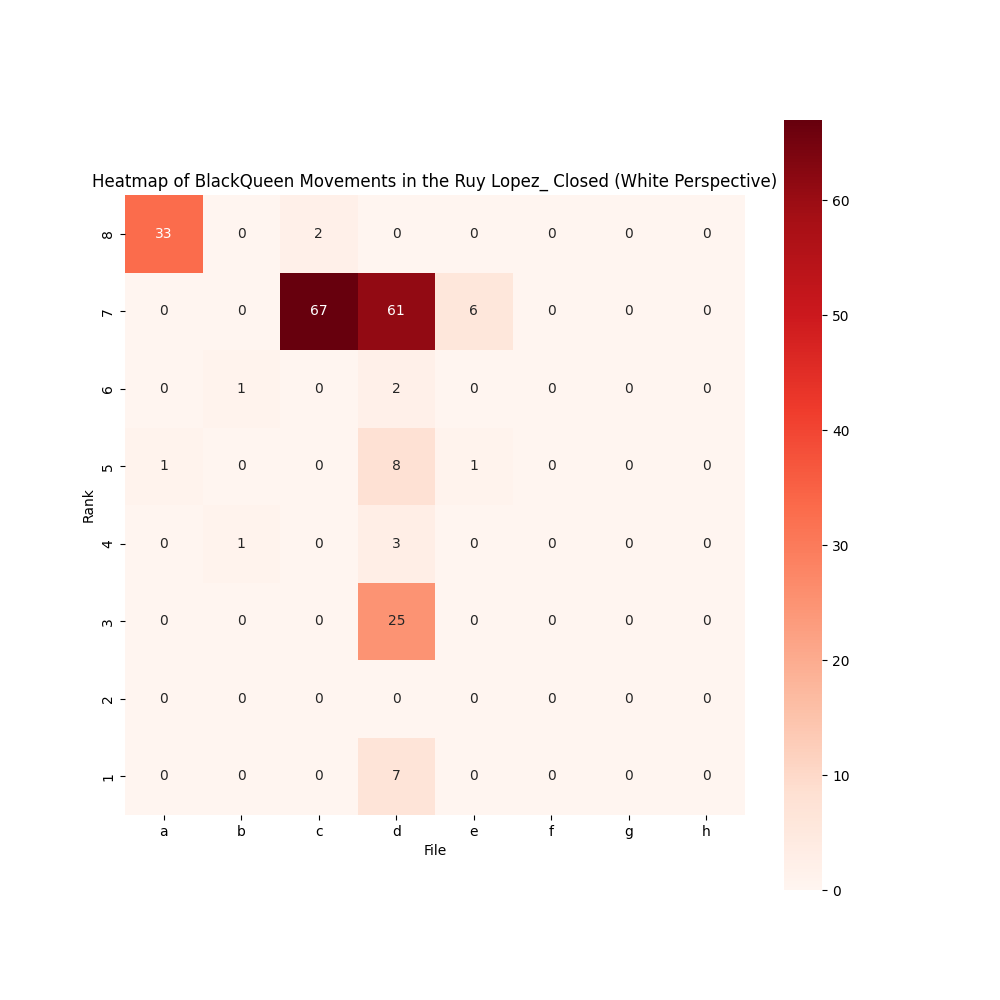 Heatmap of BlackQueen Movements in the Ruy Lopez_ Closed (White Perspective)
60
8 33 0 2 0 0 0 0 0
50
7 0 0 67 61 6 0 0 0
6 0 1 0 2 0 0 0 0
40
5 1 0 0 8 1 0 0 0
Rank
4 0 1 0 3 0 0 0 0
30
3 0 0 0 25 0 0 0 0
20
2 0 0 0 0 0 0 0 0
10
1 0 0 0 7 0 0 0 0
a b c d e f g h
File
0